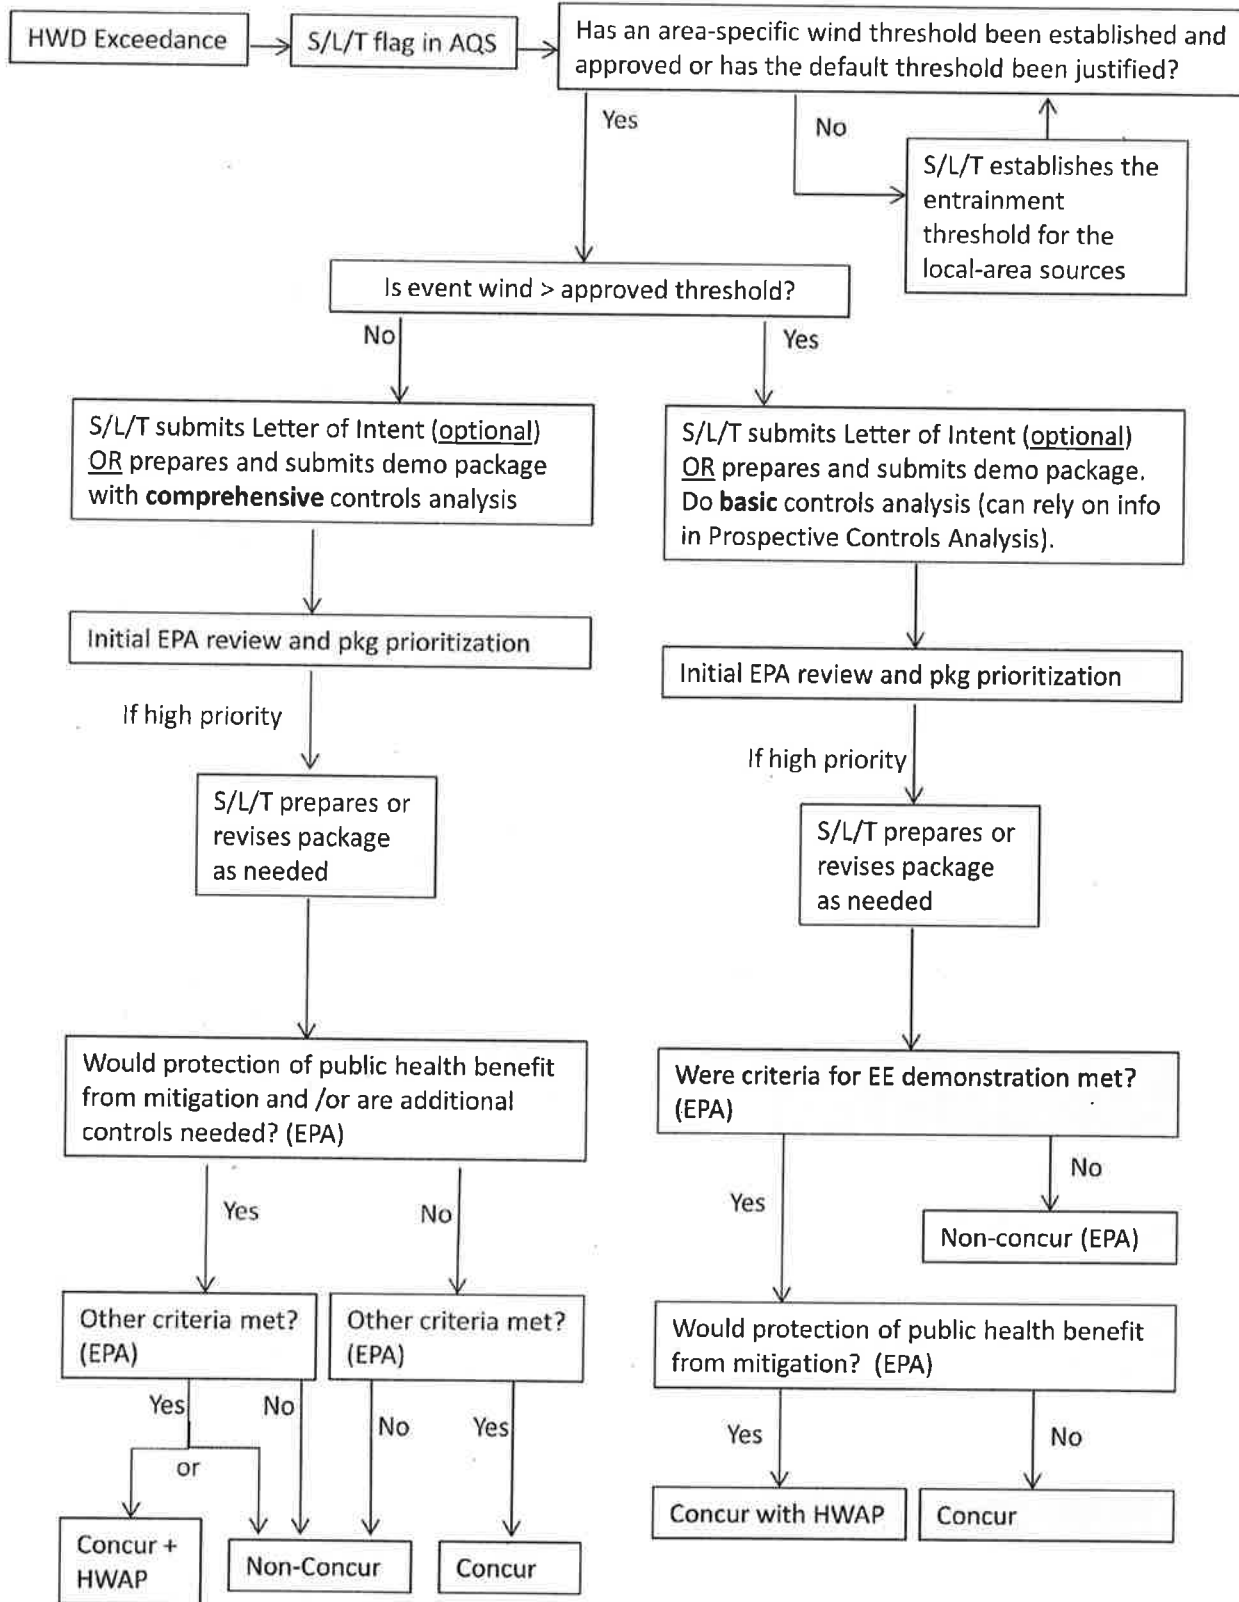 HWD Exceedance
S/L/T flag in AQS
Has an area-specific wind threshold been established and
approved or has the default threshold been justified?
Yes
No
S/L/T establishes the
entrainment
threshold for the
local-area sources
Is event wind > approved threshold?
No
Yes
S/L/T submits Letter of Intent (optional)
OR prepares and submits demo package
with comprehensive controls analysis
S/L/T submits Letter of Intent (optional)
OR prepares and submits demo package.
Do basic controls analysis (can rely on info
in Prospective Controls Analysis).
Initial EPA review and pkg prioritization
Initial EPA review and pkg prioritization
If high priority
If high priority
S/L/T prepares or
revises package
as needed
S/L/T prepares or
revises package
as needed
Would protection of public health benefit
from mitigation and /or are additional
controls needed? (EPA)
Were criteria for EE demonstration met?
(EPA)
Yes
No
Yes
No
Non-concur (EPA)
Other criteria met?
(EPA)
Other criteria met?
(EPA)
Would protection of public health benefit
from mitigation? (EPA)
Yes
No
No
Yes
Yes
No
or
Concur +
HWAP
Non-Concur
Concur
Concur with HWAP
Concur